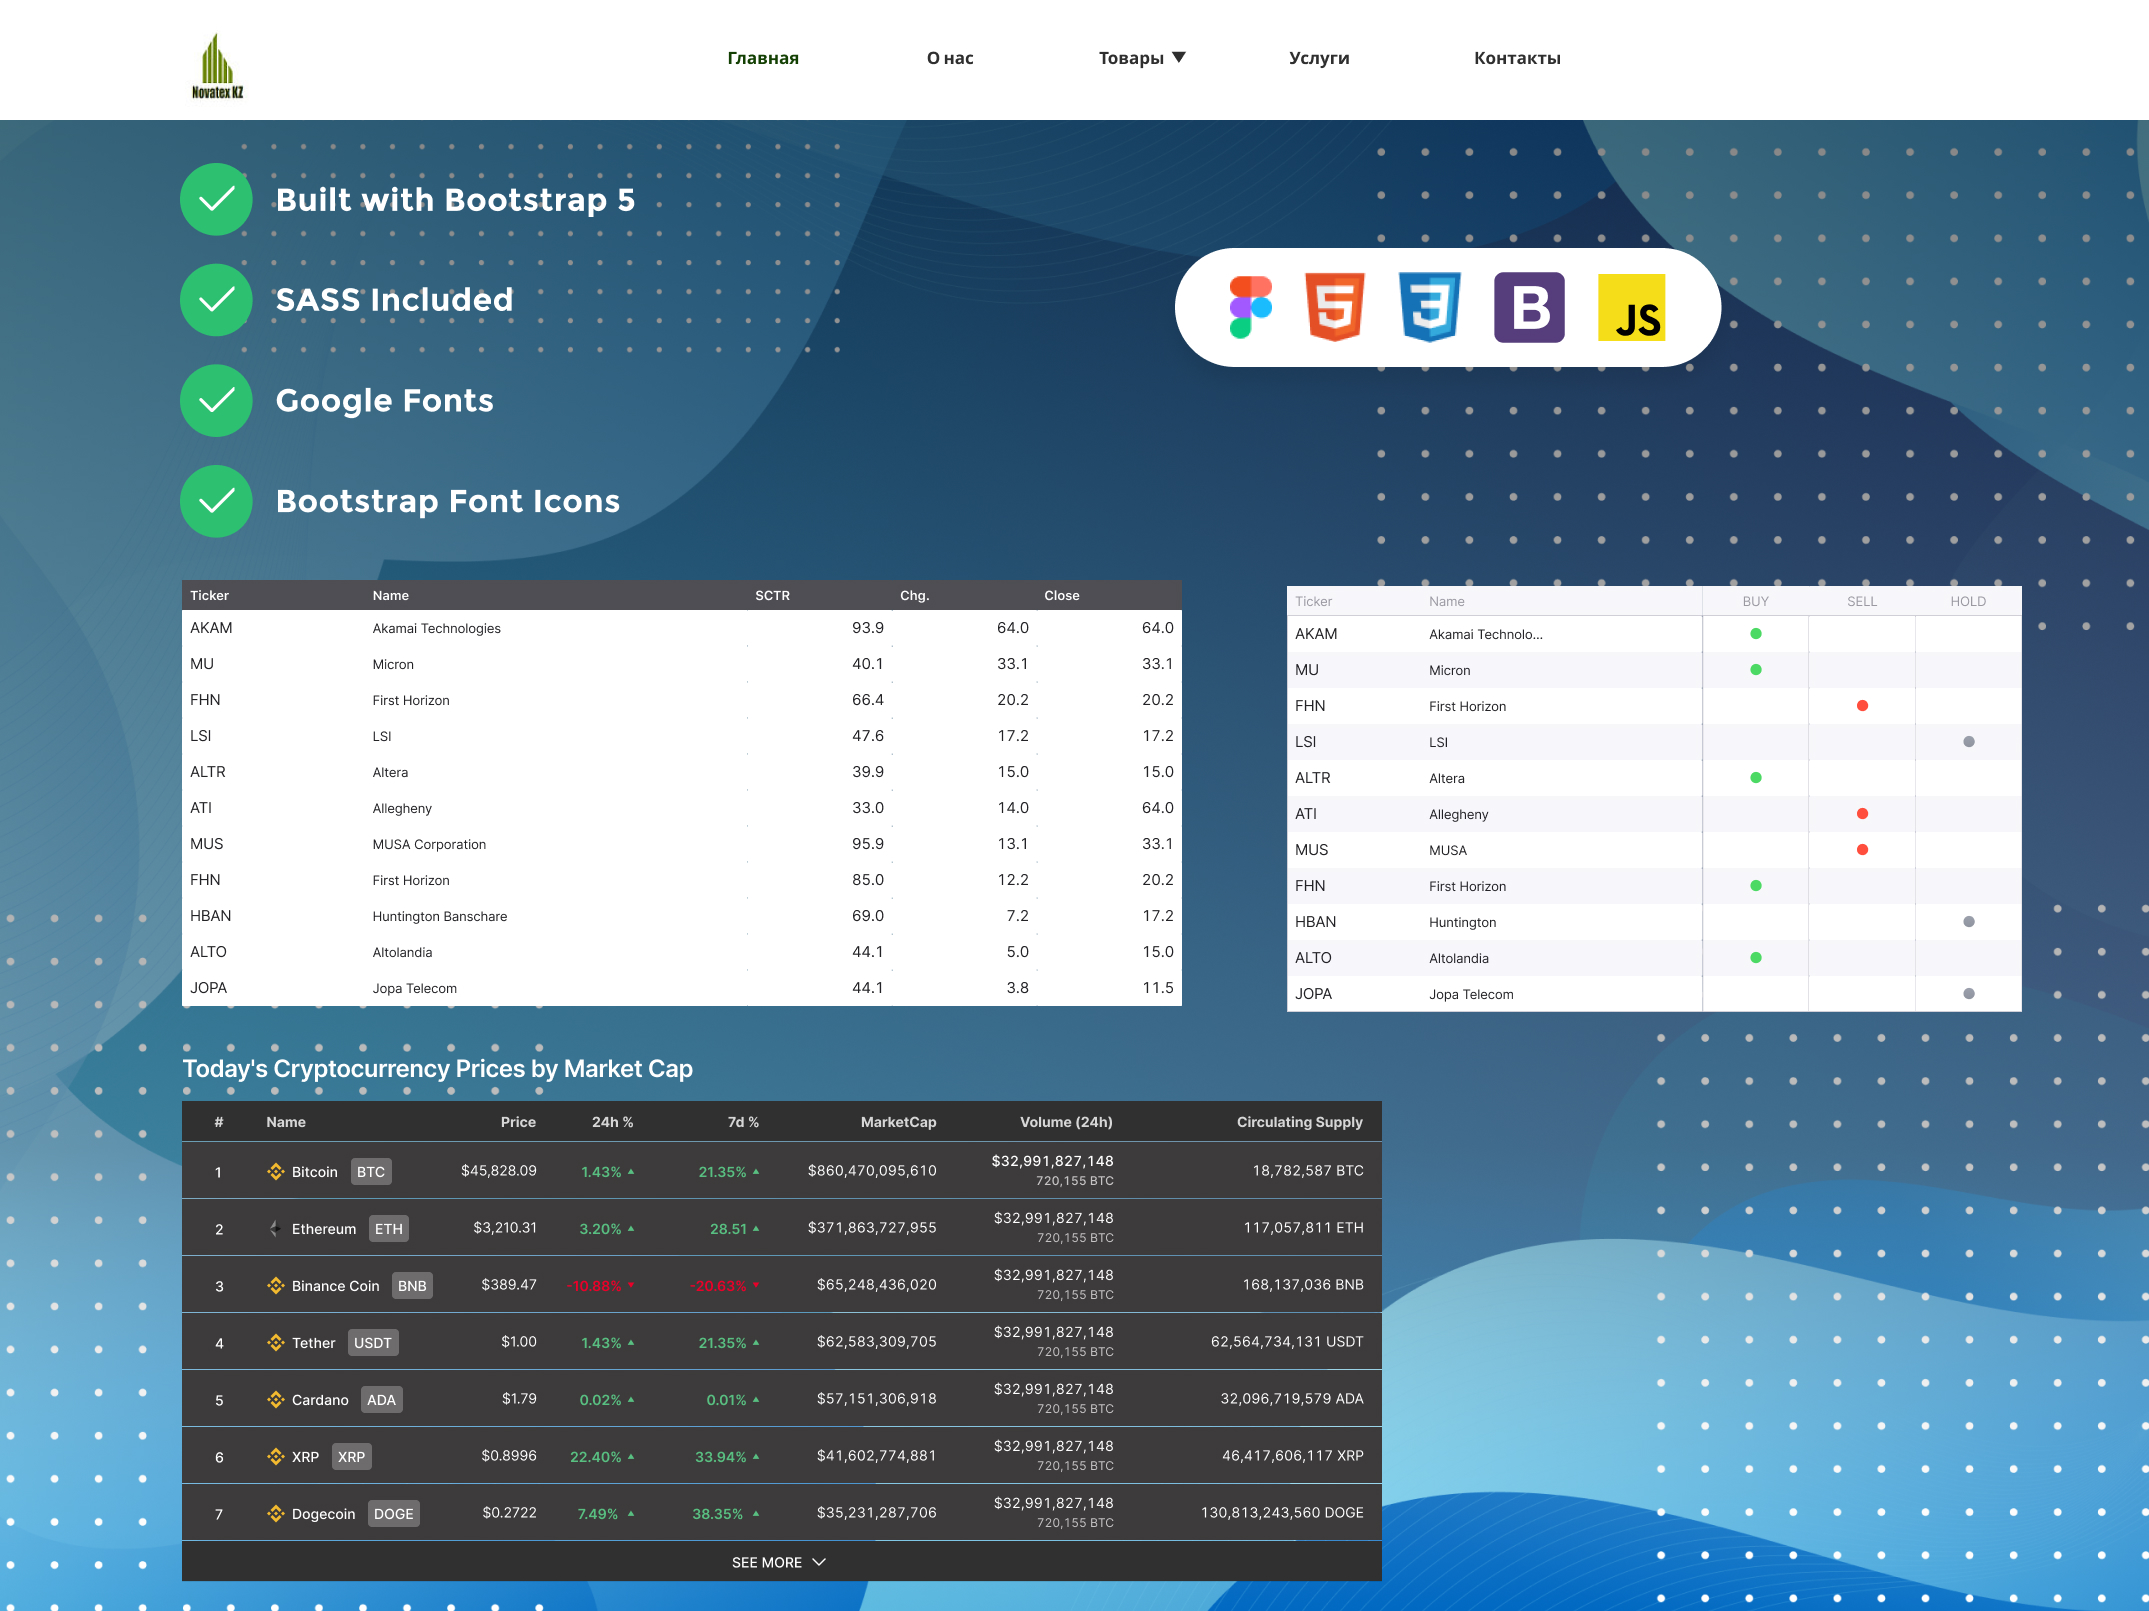 Novatex KZ
Главная О нас Товары ▼ Услуги Контакты
Built with Bootstrap 5
SASS Included
Google Fonts
Bootstrap Font Icons
5 3 B JS
Ticker Name SCTR Chg. Close
AKAM Akamai Technologies 93.9 64.0 64.0
MU Micron 40.1 33.1 33.1
FHN First Horizon 66.4 20.2 20.2
LSI LSI 47.6 17.2 17.2
ALTR Altera 39.9 15.0 15.0
ATI Allegheny 33.0 14.0 64.0
MUS MUSA Corporation 95.9 13.1 33.1
FHN First Horizon 85.0 12.2 20.2
HBAN Huntington Banschare 69.0 7.2 17.2
ALTO Altolandia 44.1 5.0 15.0
JOPA Jopa Telecom 44.1 3.8 11.5
Ticker Name BUY SELL HOLD
AKAM Akamai Technolo...
MU Micron
FHN First Horizon
LSI LSI
ALTR Altera
ATI Allegheny
MUS MUSA
FHN First Horizon
HBAN Huntington
ALTO Altolandia
JOPA Jopa Telecom
Today's Cryptocurrency Prices by Market Cap
# Name Price 24h % 7d % MarketCap Volume (24h) Circulating Supply
1 Bitcoin BTC $45,828.09 1.43% 21.35% $860,470,095,610 $32,991,827,148 18,782,587 BTC
720,155 BTC
2 Ethereum ETH $3,210.31 3.20% 28.51 $371,863,727,955 $32,991,827,148 117,057,811 ETH
720,155 BTC
3 Binance Coin BNB $389.47 -10.88% -20.63% $65,248,436,020 $32,991,827,148 168,137,036 BNB
720,155 BTC
4 Tether USDT $1.00 1.43% 21.35% $62,583,309,705 $32,991,827,148 62,564,734,131 USDT
720,155 BTC
5 Cardano ADA $1.79 0.02% 0.01% $57,151,306,918 $32,991,827,148 32,096,719,579 ADA
720,155 BTC
6 XRP XRP $0.8996 22.40% 33.94% $41,602,774,881 $32,991,827,148 46,417,606,117 XRP
720,155 BTC
7 Dogecoin DOGE $0.2722 7.49% 38.35% $35,231,287,706 $32,991,827,148 130,813,243,560 DOGE
720,155 BTC
SEE MORE